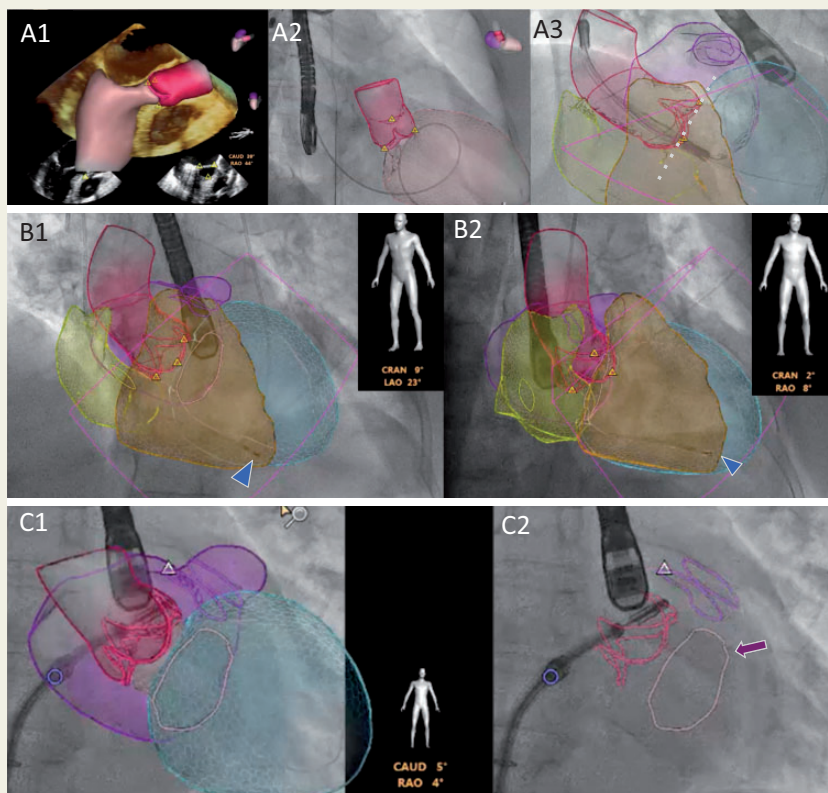 A1
CAUD 39°
RAO 44°
A2
A3
B1
CRAN 9°
LAO 23°
B2
CRAN 2°
RAO 8°
C1
CAUD 5°
RAO 4°
C2